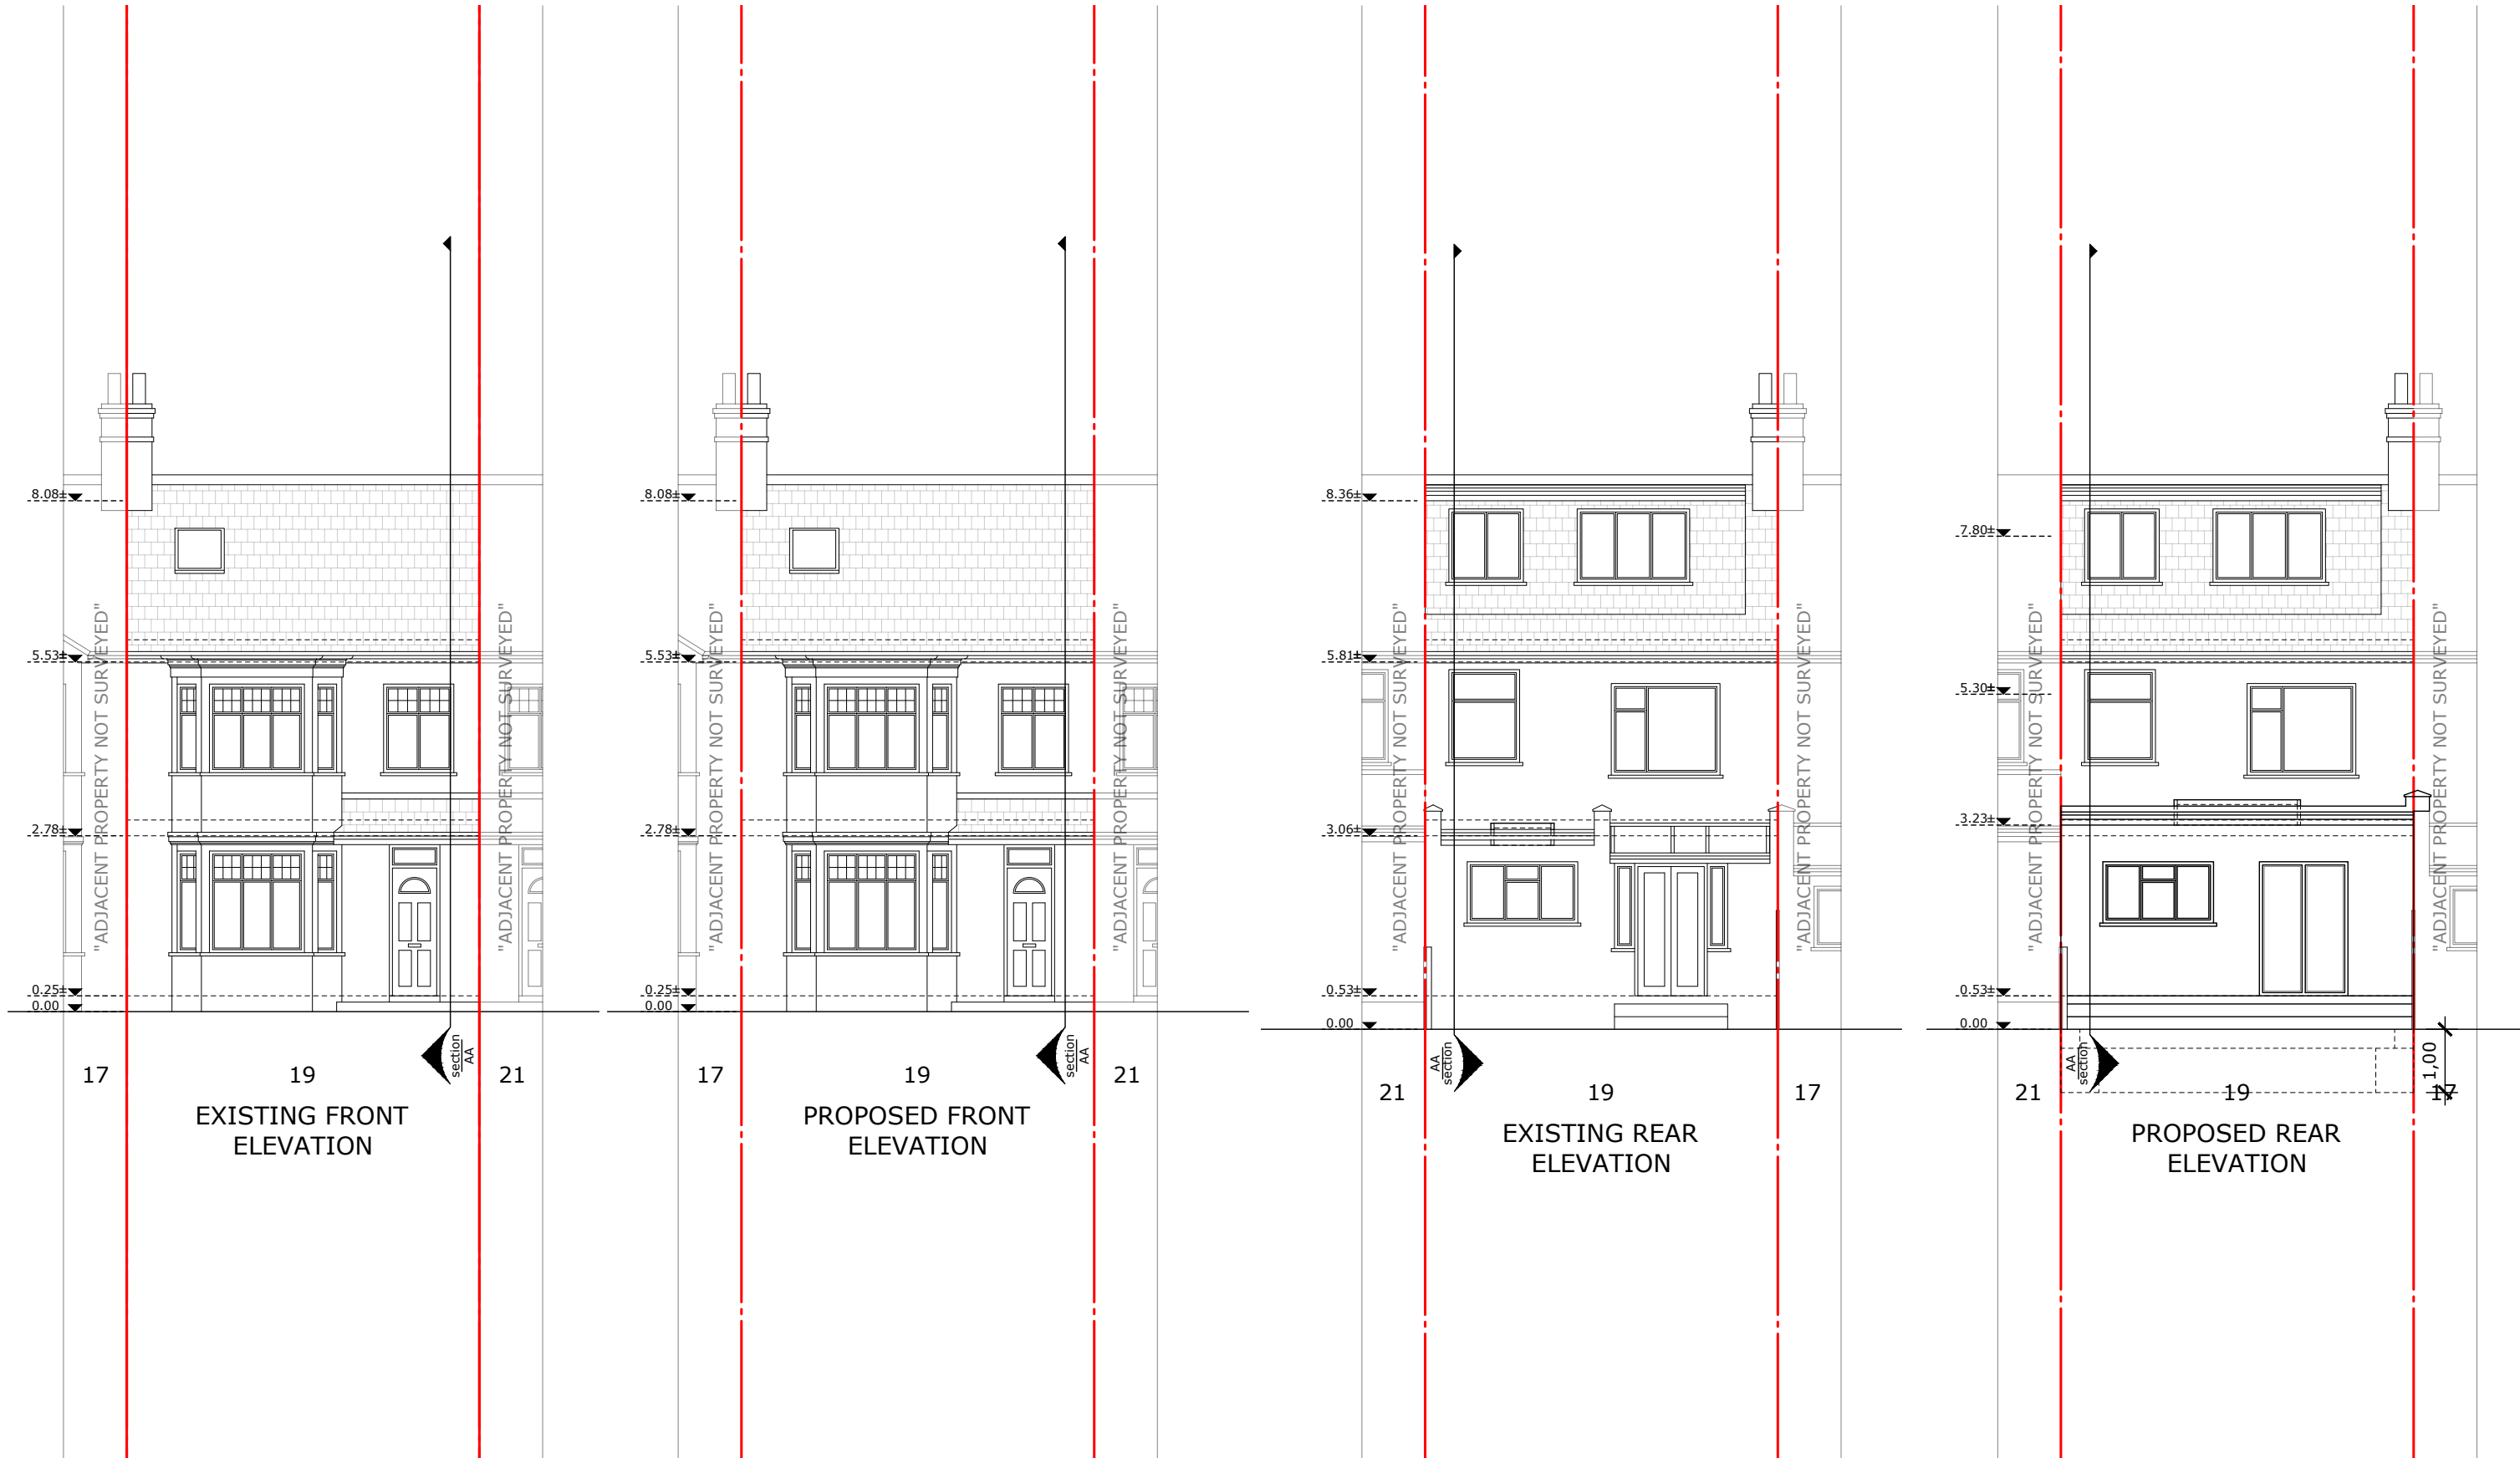 8.08±
5.53±
2.78±
0.25±
0.00
"ADJACENT PROPERTY NOT SURVEYED"
"ADJACENT PROPERTY NOT SURVEYED"
section
AA
17
19
21
EXISTING FRONT
ELEVATION
8.08±
5.53±
2.78±
0.25±
0.00
"ADJACENT PROPERTY NOT SURVEYED"
"ADJACENT PROPERTY NOT SURVEYED"
section
AA
17
19
21
PROPOSED FRONT
ELEVATION
8.36±
5.81±
3.06±
0.53±
0.00
"ADJACENT PROPERTY NOT SURVEYED"
"ADJACENT PROPERTY NOT SURVEYED"
AA
section
21
19
17
EXISTING REAR
ELEVATION
7.80±
5.30±
3.23±
0.53±
0.00
"ADJACENT PROPERTY NOT SURVEYED"
"ADJACENT PROPERTY NOT SURVEYED"
AA
section
1,00
21
19
17
PROPOSED REAR
ELEVATION